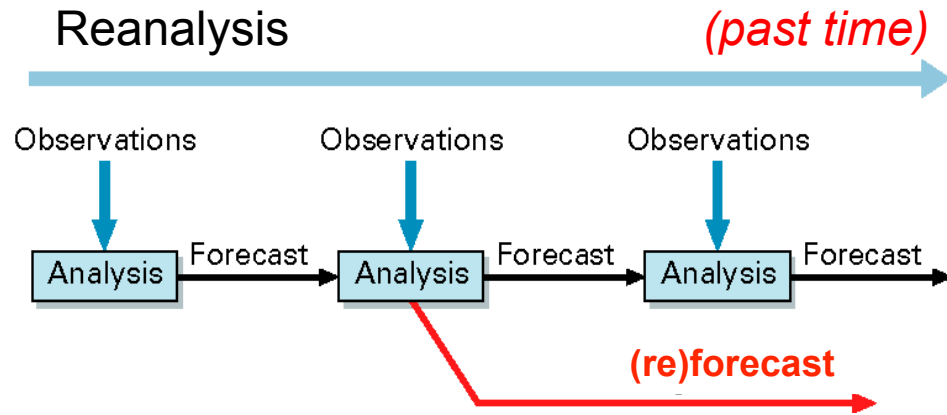 Reanalysis (past time)
Observations Observations Observations
Analysis Forecast Analysis Forecast Analysis Forecast
(re)forecast